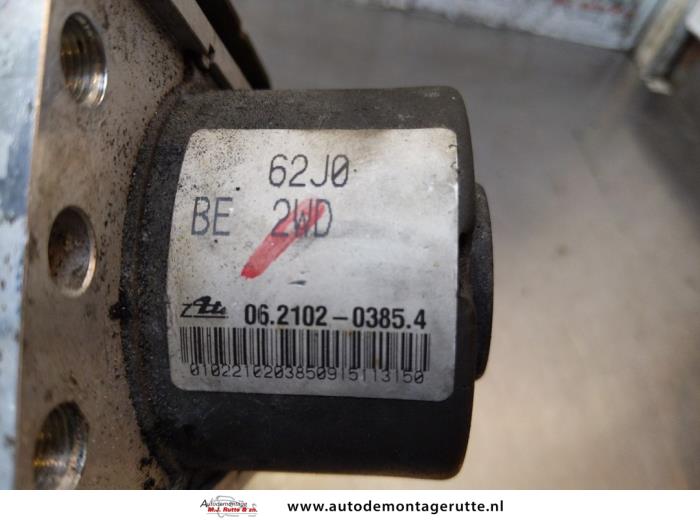 62J0
BE 2WD
-
Ate 06.2102-0385.4
0102210203850915113150
Autodemontage
M.J. Rutte & zn.
www.autodemontagerutte.nl